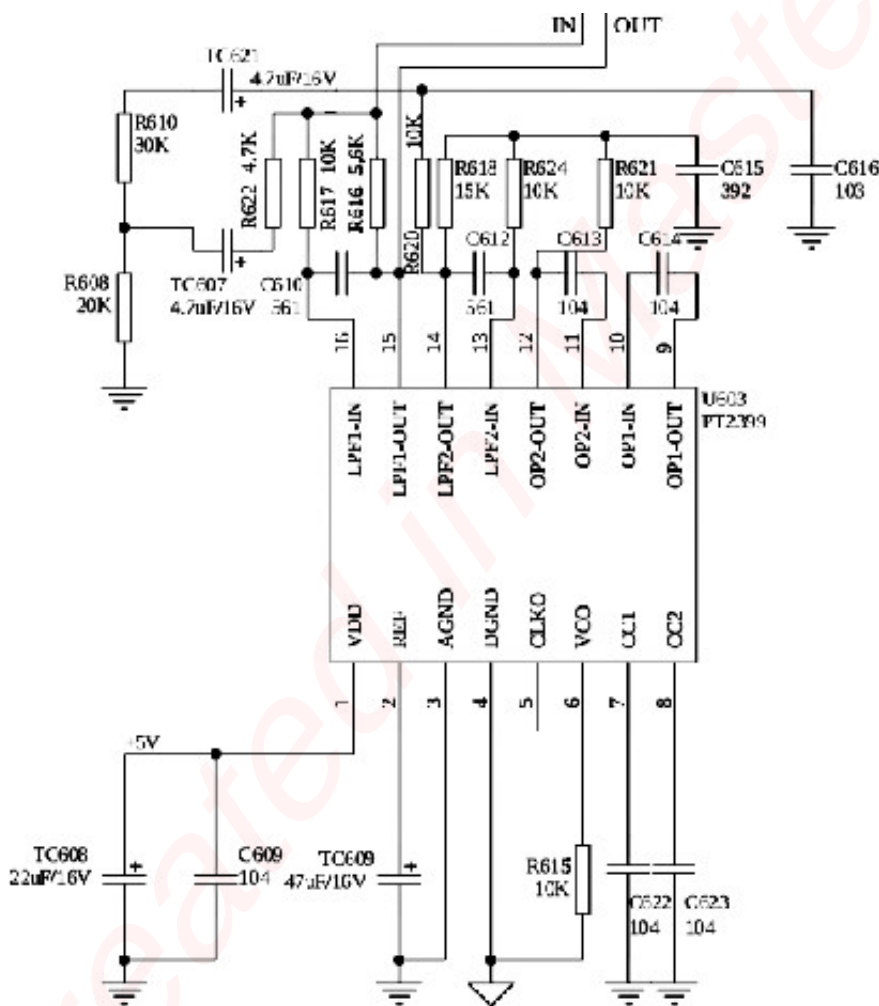 IN OUT
TC621
4.7uF/16V
R610
30K
R622 4.7K
R617 10K
R616 5,6K
R620 10K
R618
15K
R624
10K
R621
10K
C615
392
C616
103
TC607
4.7uF/16V
R608
20K
C610
561
C612
561
C613
104
C614
104
16 15 14 13 12 11 10 9
U603
PT2399
LPF1-IN LPF1-OUT LPF2-OUT LPF2-IN OP2-OUT OP2-IN OP1-IN OP1-OUT
VDD REF AGND DGND CLKO VCO CC1 CC2
1 2 3 4 5 6 7 8
+5V
TC608
22uF/16V
C609
104
TC609
47uF/16V
R615
10K
C622
104
C623
104
eated in Maste